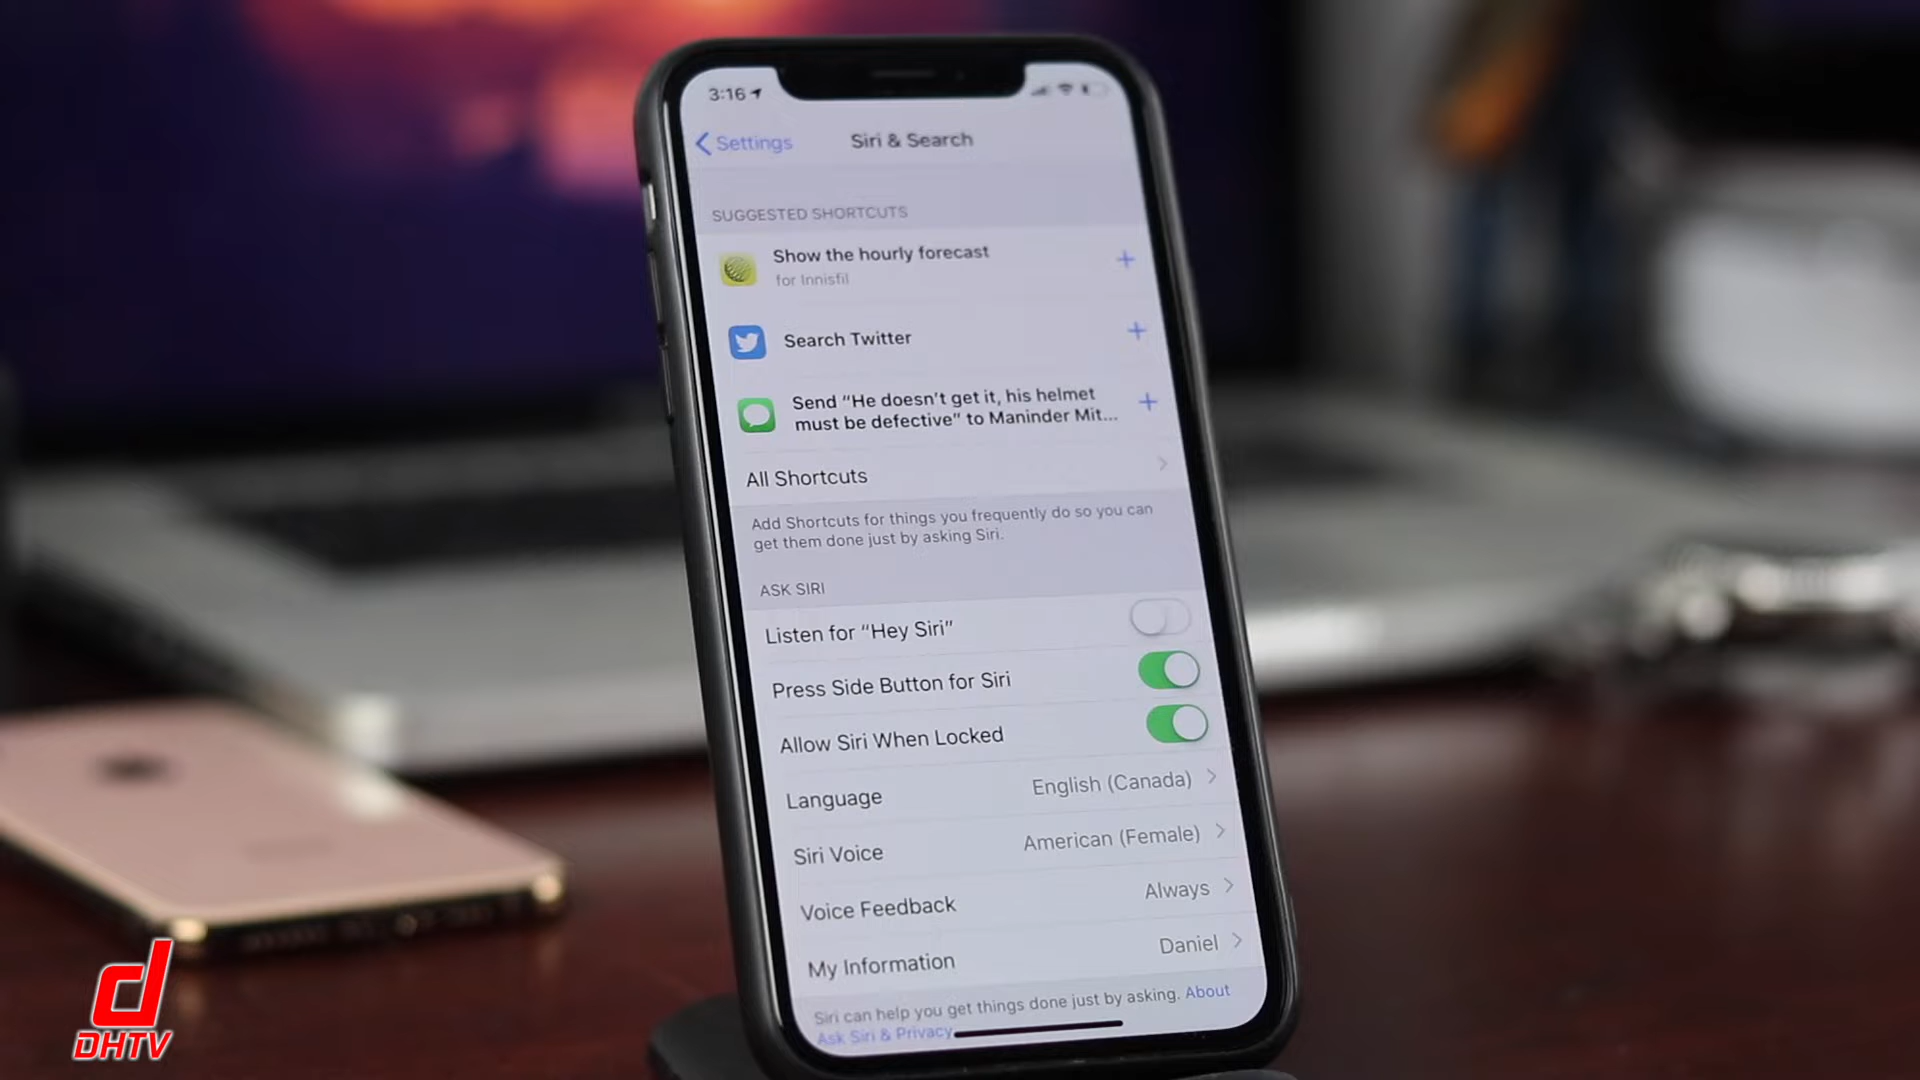 3:16
Settings
Siri & Search
SUGGESTED SHORTCUTS
Show the hourly forecast
for Innisfil
Search Twitter
Send “He doesn’t get it, his helmet
must be defective” to Maninder Mit...
All Shortcuts
Add Shortcuts for things you frequently do so you can
get them done just by asking Siri.
ASK SIRI
Listen for “Hey Siri”
Press Side Button for Siri
Allow Siri When Locked
Language English (Canada)
Siri Voice American (Female)
Voice Feedback Always
My Information Daniel
Siri can help you get things done just by asking. About
Ask Siri & Privacy
d
DHTV